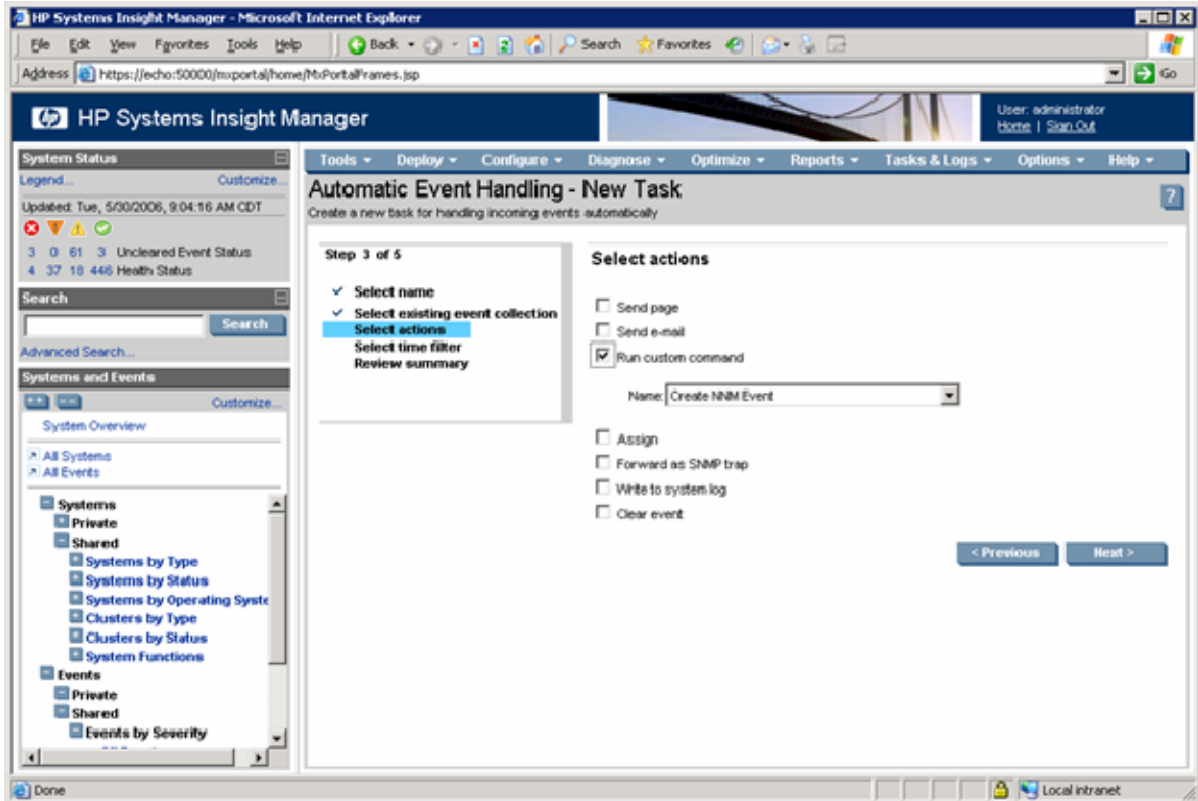 HP Systems Insight Manager - Microsoft Internet Explorer
File Edit View Favorites Tools Help
Back Search Favorites
Address https://echo:50000/mxportal/home/MxPortalFrames.jsp Go
hp HP Systems Insight Manager
User: administrator
Home | Sign Out
System Status
Legend... Customize...
Updated: Tue, 5/30/2006, 9:04:16 AM CDT
3 0 61 3 Uncleared Event Status
4 37 18 446 Health Status
Search
Search
Advanced Search...
Systems and Events
Customize...
System Overview
All Systems
All Events
Systems
Private
Shared
Systems by Type
Systems by Status
Systems by Operating Syste
Clusters by Type
Clusters by Status
System Functions
Events
Private
Shared
Events by Severity
Tools Deploy Configure Diagnose Optimize Reports Tasks & Logs Options Help
Automatic Event Handling - New Task
?
Create a new task for handling incoming events automatically
Step 3 of 5
Select name
Select existing event collection
Select actions
Select time filter
Review summary
Select actions
Send page
Send e-mail
Run custom command
Name: Create NNM Event
Assign
Forward as SNMP trap
Write to system log
Clear event
< Previous Next >
Done Local intranet